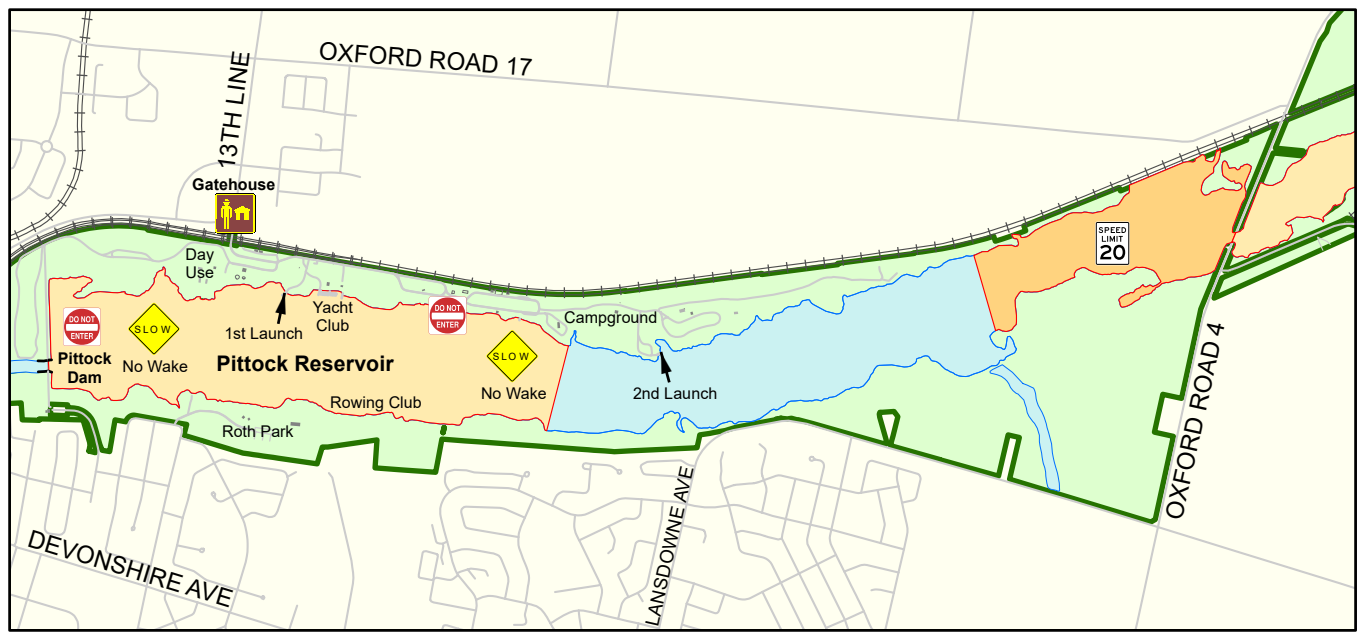 OXFORD ROAD 17
13TH LINE
Gatehouse
Day
Use
SPEED
LIMIT
20
DO NOT
ENTER
SLOW
No Wake
Pittock
Dam
1st Launch
Yacht
Club
DO NOT
ENTER
Pittock Reservoir
SLOW
No Wake
Campground
2nd Launch
Rowing Club
Roth Park
OXFORD ROAD 4
LANSDOWNE AVE
DEVONSHIRE AVE